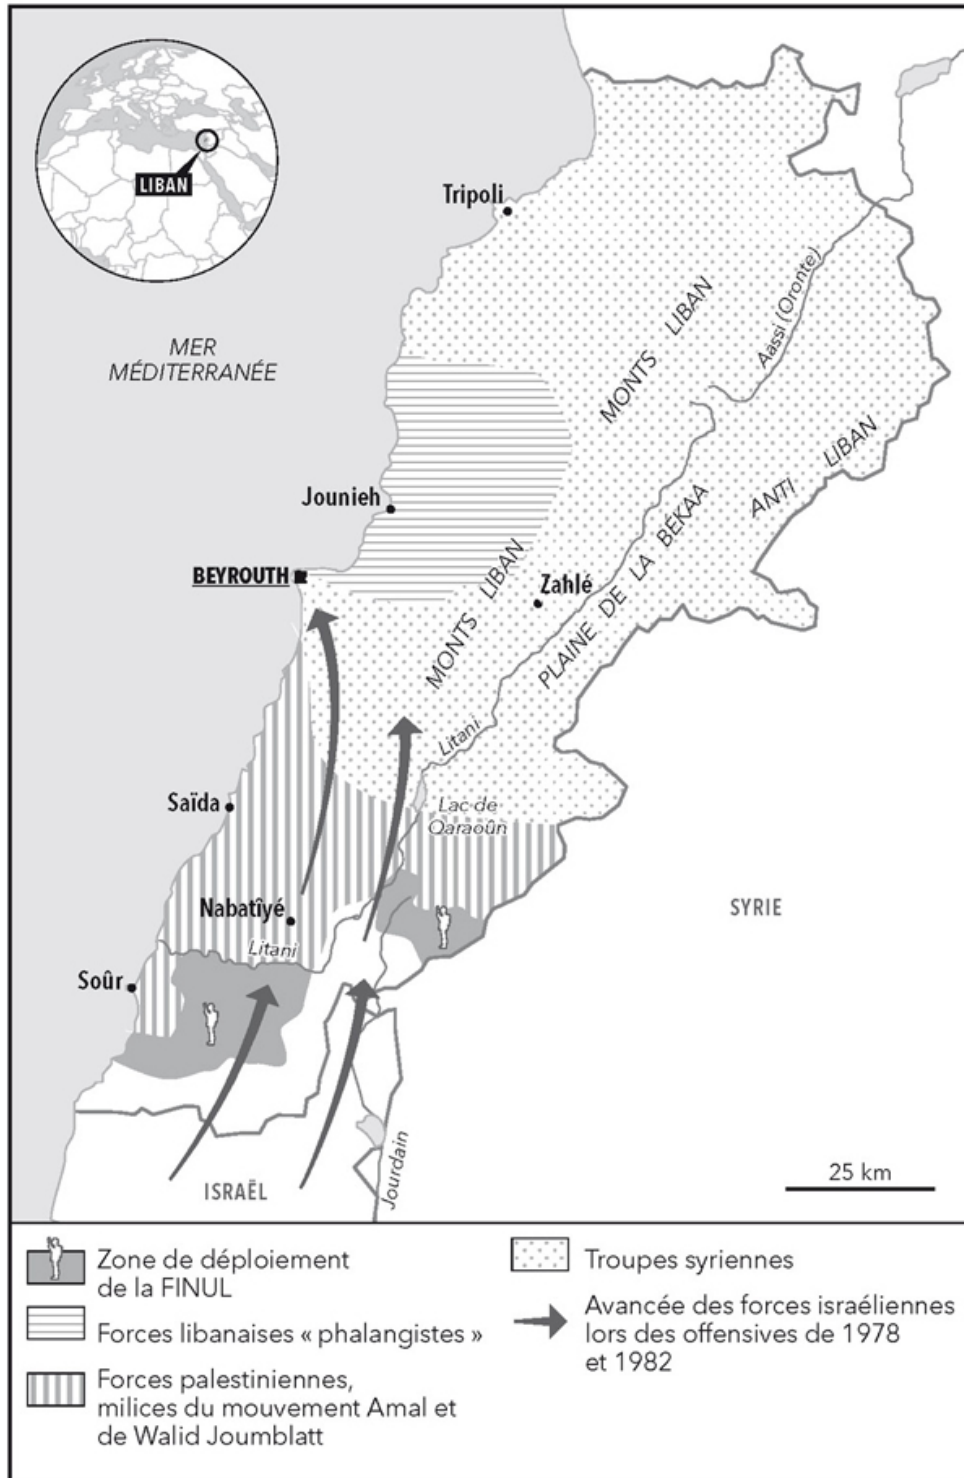 LIBAN
Tripoli
MER
MÉDITERRANÉE
MONTS LIBAN
Aassi (Oronte)
ANTI LIBAN
Jounieh
BEYROUTH
MONTS LIBAN
Zahlé
PLAINE DE LA BÉKAA
Litani
Saïda
Lac de
Qaraoûn
Nabatîyé
Litani
SYRIE
Soûr
ISRAËL
Jourdain
25 km
Zone de déploiement
de la FINUL
Forces libanaises « phalangistes »
Forces palestiniennes,
milices du mouvement Amal et
de Walid Joumblatt
Troupes syriennes
Avancée des forces israéliennes
lors des offensives de 1978
et 1982